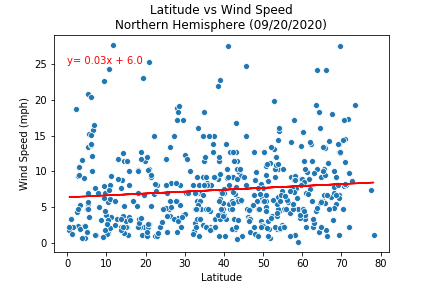 Latitude vs Wind Speed
Northern Hemisphere (09/20/2020)
y= 0.03x + 6.0
Wind Speed (mph)
25
20
15
10
5
0
0 10 20 30 40 50 60 70 80
Latitude